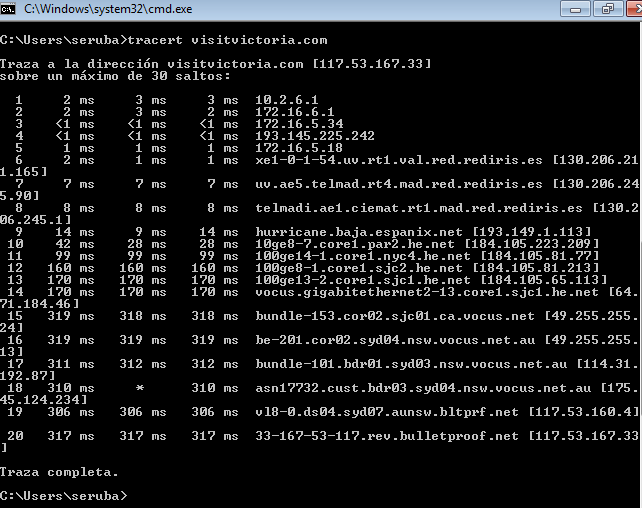 C:\Windows\system32\cmd.exe
C:\Users\seruba>tracert visitvictoria.com
Traza a la dirección visitvictoria.com [117.53.167.33]
sobre un máximo de 30 saltos:
1 2 ms 3 ms 3 ms 10.2.6.1
2 2 ms 3 ms 2 ms 172.16.6.1
3 <1 ms <1 ms <1 ms 172.16.5.34
4 <1 ms <1 ms <1 ms 193.145.225.242
5 1 ms 1 ms 1 ms 172.16.5.18
6 2 ms 1 ms 1 ms xe1-0-1-54.uv.rt1.val.red.rediris.es [130.206.21
1.165]
7 7 ms 7 ms 7 ms uv.ae5.telmad.rt4.mad.red.rediris.es [130.206.24
5.90]
8 8 ms 8 ms 8 ms telmadi.ae1.ciemat.rt1.mad.red.rediris.es [130.2
06.245.1]
9 14 ms 9 ms 14 ms hurricane.baja.espanix.net [193.149.1.113]
10 42 ms 28 ms 28 ms 10ge8-7.core1.par2.he.net [184.105.223.209]
11 99 ms 99 ms 99 ms 100ge14-1.core1.nyc4.he.net [184.105.81.77]
12 160 ms 160 ms 160 ms 100ge8-1.core1.sjc2.he.net [184.105.81.213]
13 170 ms 170 ms 170 ms 100ge13-2.core1.sjc1.he.net [184.105.65.113]
14 170 ms 170 ms 170 ms vocus.gigabitethernet2-13.core1.sjc1.he.net [64.
71.184.46]
15 319 ms 318 ms 318 ms bundle-153.cor02.sjc01.ca.vocus.net [49.255.255.
24]
16 319 ms 319 ms 319 ms be-201.cor02.syd04.nsw.vocus.net.au [49.255.255.
13]
17 311 ms 312 ms 312 ms bundle-101.bdr01.syd03.nsw.vocus.net.au [114.31.
192.87]
18 310 ms * 310 ms asn17732.cust.bdr03.syd04.nsw.vocus.net.au [175.
45.124.234]
19 306 ms 306 ms 306 ms vl8-0.ds04.syd07.aunsw.bltprf.net [117.53.160.4]
20 317 ms 317 ms 317 ms 33-167-53-117.rev.bulletproof.net [117.53.167.33
]
Traza completa.
C:\Users\seruba>